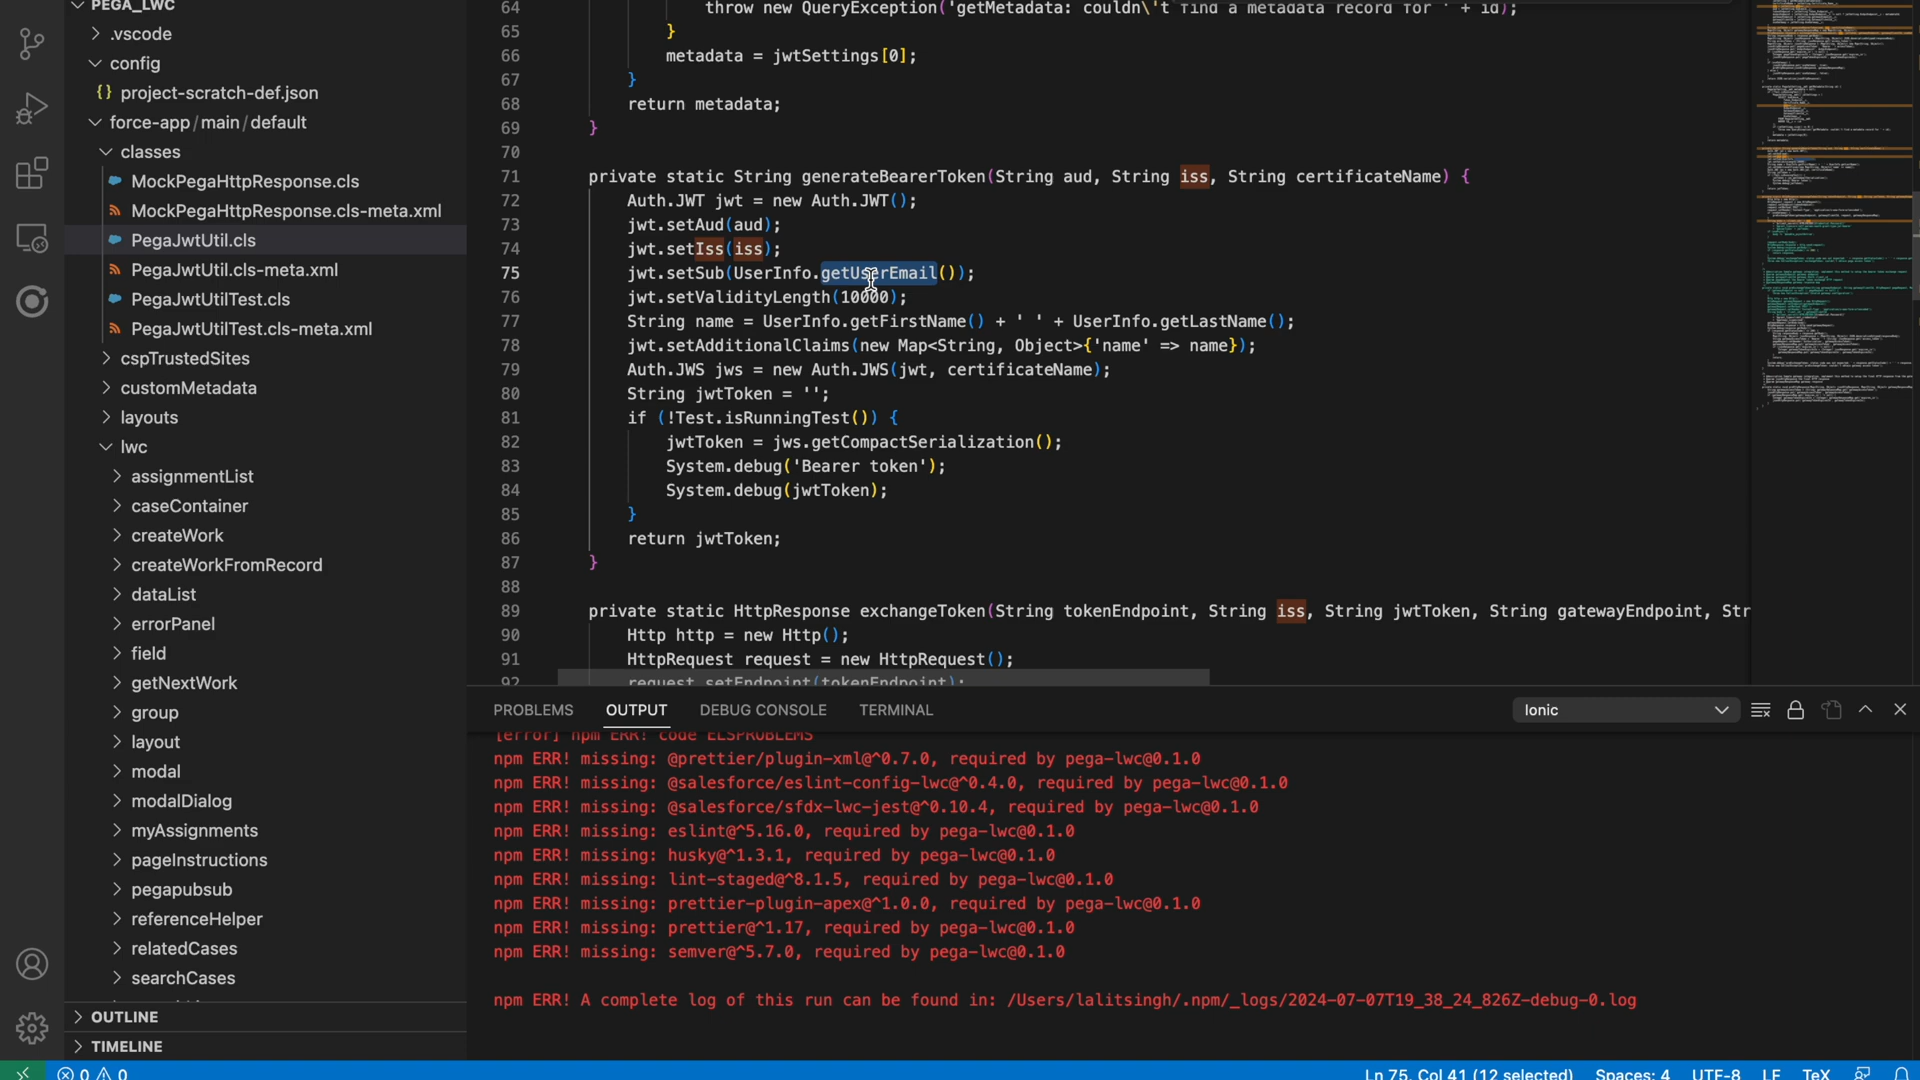 PEGA_LWC
.vscode
config
{} project-scratch-def.json
force-app/main/default
classes
MockPegaHttpResponse.cls
MockPegaHttpResponse.cls-meta.xml
PegaJwtUtil.cls
PegaJwtUtil.cls-meta.xml
PegaJwtUtilTest.cls
PegaJwtUtilTest.cls-meta.xml
cspTrustedSites
customMetadata
layouts
lwc
assignmentList
caseContainer
createWork
createWorkFromRecord
dataList
errorPanel
field
getNextWork
group
layout
modal
modalDialog
myAssignments
pageInstructions
pegapubsub
referenceHelper
relatedCases
searchCases
OUTLINE
TIMELINE
64 throw new QueryException('getMetadata: couldn\'t find a metadata record for ' + id);
65 }
66 metadata = jwtSettings[0];
67 }
68 return metadata;
69 }
70
71 private static String generateBearerToken(String aud, String iss, String certificateName) {
72 Auth.JWT jwt = new Auth.JWT();
73 jwt.setAud(aud);
74 jwt.setIss(iss);
75 jwt.setSub(UserInfo.getUserEmail());
76 jwt.setValidityLength(10000);
77 String name = UserInfo.getFirstName() + ' ' + UserInfo.getLastName();
78 jwt.setAdditionalClaims(new Map<String, Object>{'name' => name});
79 Auth.JWS jws = new Auth.JWS(jwt, certificateName);
80 String jwtToken = '';
81 if (!Test.isRunningTest()) {
82 jwtToken = jws.getCompactSerialization();
83 System.debug('Bearer token');
84 System.debug(jwtToken);
85 }
86 return jwtToken;
87 }
88
89 private static HttpResponse exchangeToken(String tokenEndpoint, String iss, String jwtToken, String gatewayEndpoint, Str
90 Http http = new Http();
91 HttpRequest request = new HttpRequest();
92 request.setEndpoint(tokenEndpoint);
PROBLEMS OUTPUT DEBUG CONSOLE TERMINAL Ionic
[error] npm ERR! code ELSPROBLEMS
npm ERR! missing: @prettier/plugin-xml@^0.7.0, required by pega-lwc@0.1.0
npm ERR! missing: @salesforce/eslint-config-lwc@^0.4.0, required by pega-lwc@0.1.0
npm ERR! missing: @salesforce/sfdx-lwc-jest@^0.10.4, required by pega-lwc@0.1.0
npm ERR! missing: eslint@^5.16.0, required by pega-lwc@0.1.0
npm ERR! missing: husky@^1.3.1, required by pega-lwc@0.1.0
npm ERR! missing: lint-staged@^8.1.5, required by pega-lwc@0.1.0
npm ERR! missing: prettier-plugin-apex@^1.0.0, required by pega-lwc@0.1.0
npm ERR! missing: prettier@^1.17, required by pega-lwc@0.1.0
npm ERR! missing: semver@^5.7.0, required by pega-lwc@0.1.0
npm ERR! A complete log of this run can be found in: /Users/lalitsingh/.npm/_logs/2024-07-07T19_38_24_826Z-debug-0.log
0 0 Ln 75, Col 41 (12 selected) Spaces: 4 UTF-8 LF TeX